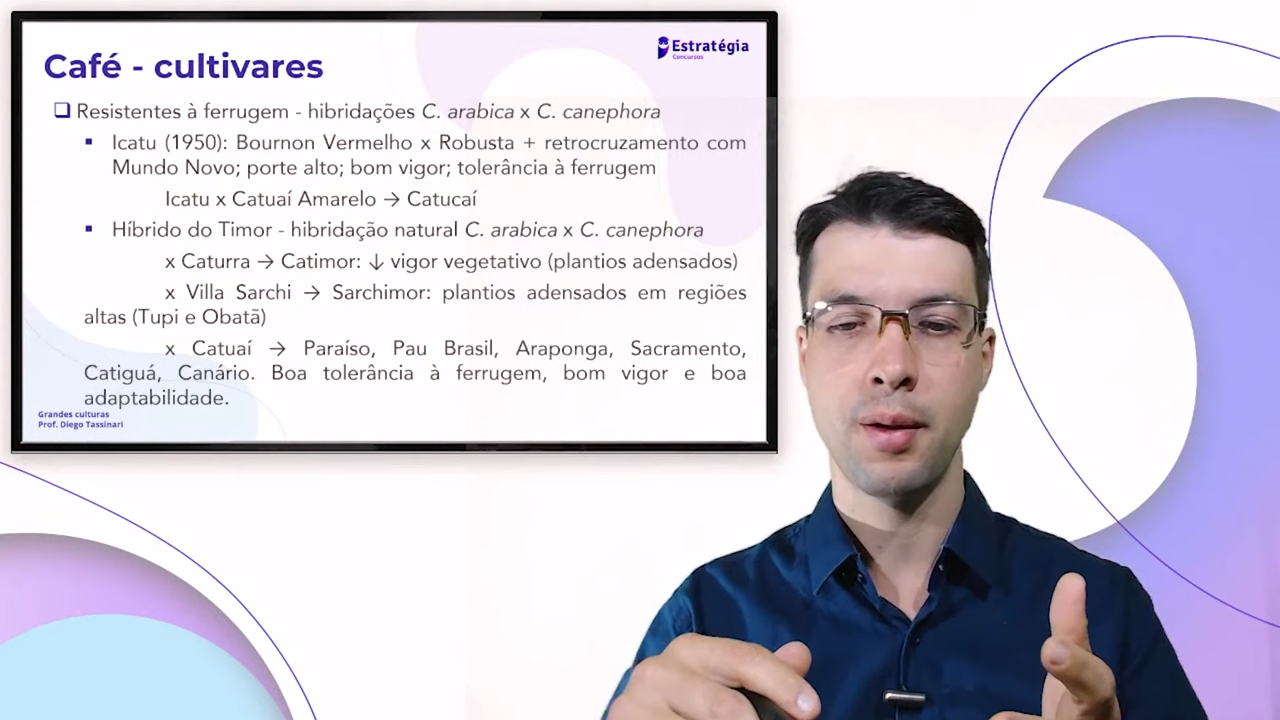 Estratégia
Concursos
Café - cultivares
Resistentes à ferrugem - hibridações C. arabica x C. canephora
Icatu (1950): Bournon Vermelho x Robusta + retrocruzamento com
Mundo Novo; porte alto; bom vigor; tolerância à ferrugem
Icatu x Catuaí Amarelo → Catucaí
Híbrido do Timor - hibridação natural C. arabica x C. canephora
x Caturra → Catimor: ↓ vigor vegetativo (plantios adensados)
x Villa Sarchi → Sarchimor: plantios adensados em regiões
altas (Tupi e Obatã)
x Catuaí → Paraíso, Pau Brasil, Araponga, Sacramento,
Catiguá, Canário. Boa tolerância à ferrugem, bom vigor e boa
adaptabilidade.
Grandes culturas
Prof. Diego Tassinari